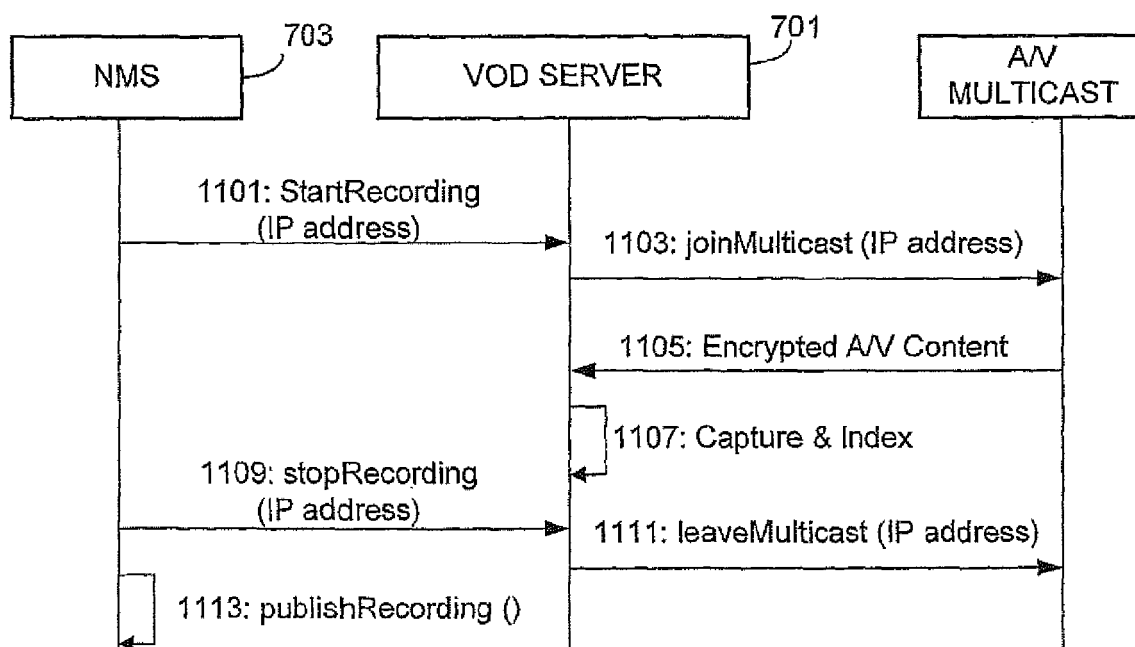 703
701
NMS
VOD SERVER
A/V
MULTICAST
1101: StartRecording
(IP address)
1103: joinMulticast (IP address)
1105: Encrypted A/V Content
1107: Capture & Index
1109: stopRecording
(IP address)
1111: leaveMulticast (IP address)
1113: publishRecording ()